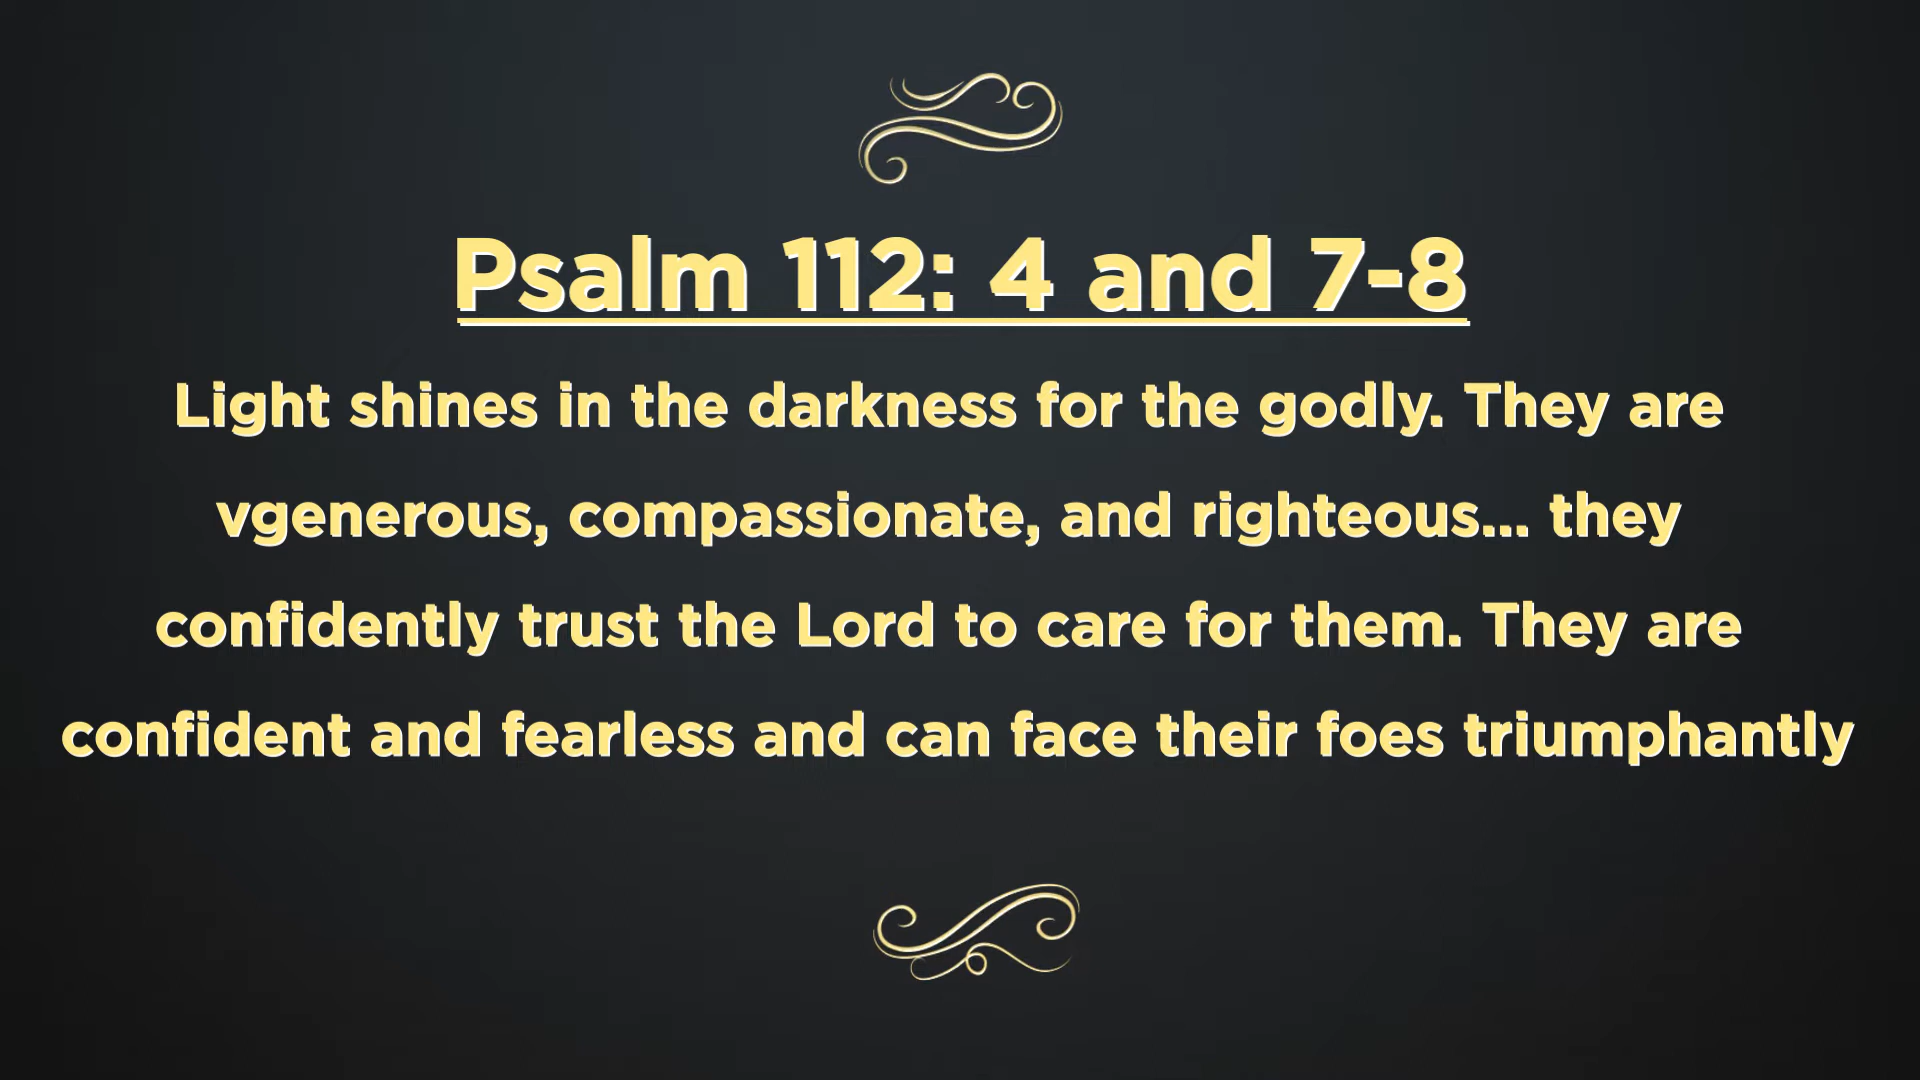 Psalm 112: 4 and 7-8
Light shines in the darkness for the godly. They are
vgenerous, compassionate, and righteous... they
confidently trust the Lord to care for them. They are
confident and fearless and can face their foes triumphantly